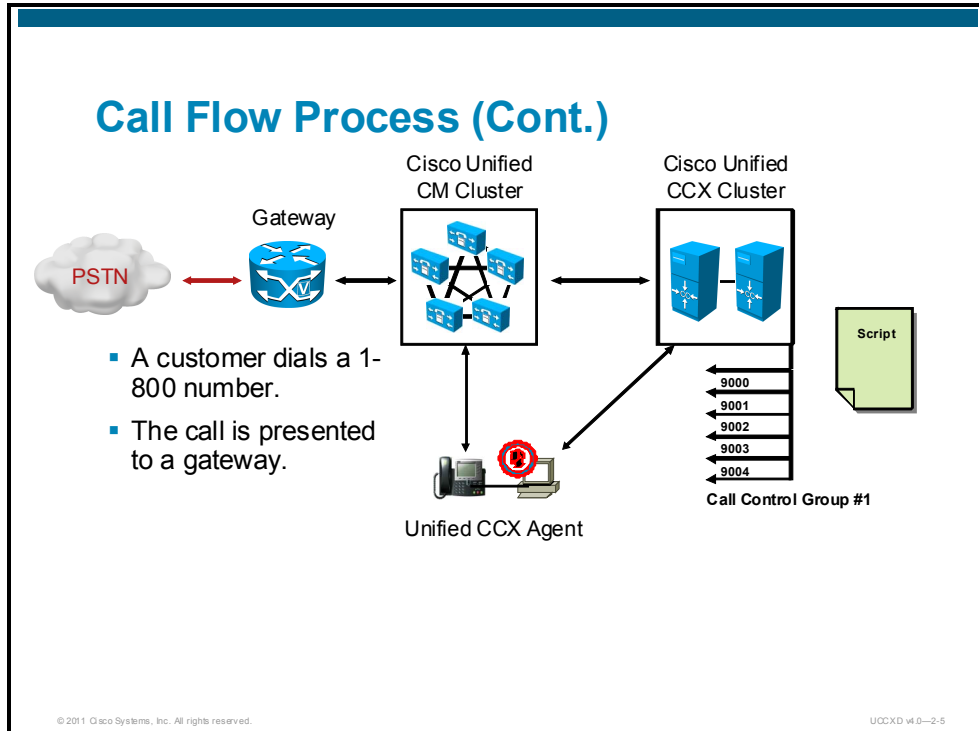 Call Flow Process (Cont.)
Cisco Unified
CM Cluster
Cisco Unified
CCX Cluster
Gateway
PSTN
V
▪ A customer dials a 1-
800 number.
▪ The call is presented
to a gateway.
Script
9000
9001
9002
9003
9004
Call Control Group #1
Unified CCX Agent
© 2011 Cisco Systems, Inc. All rights reserved.
UCCXD v4.0—2-5